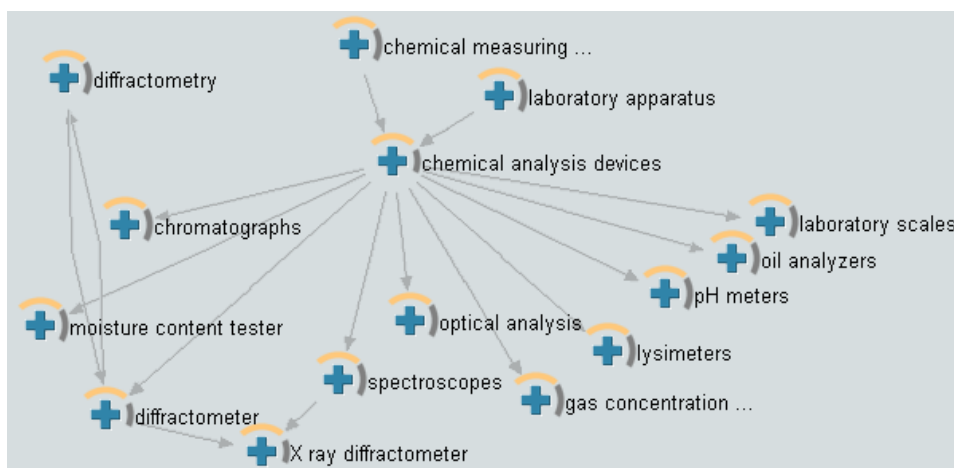 chemical measuring ...
diffractometry
laboratory apparatus
chemical analysis devices
chromatographs
laboratory scales
oil analyzers
pH meters
moisture content tester
optical analysis
lysimeters
spectroscopes
gas concentration ...
diffractometer
X ray diffractometer